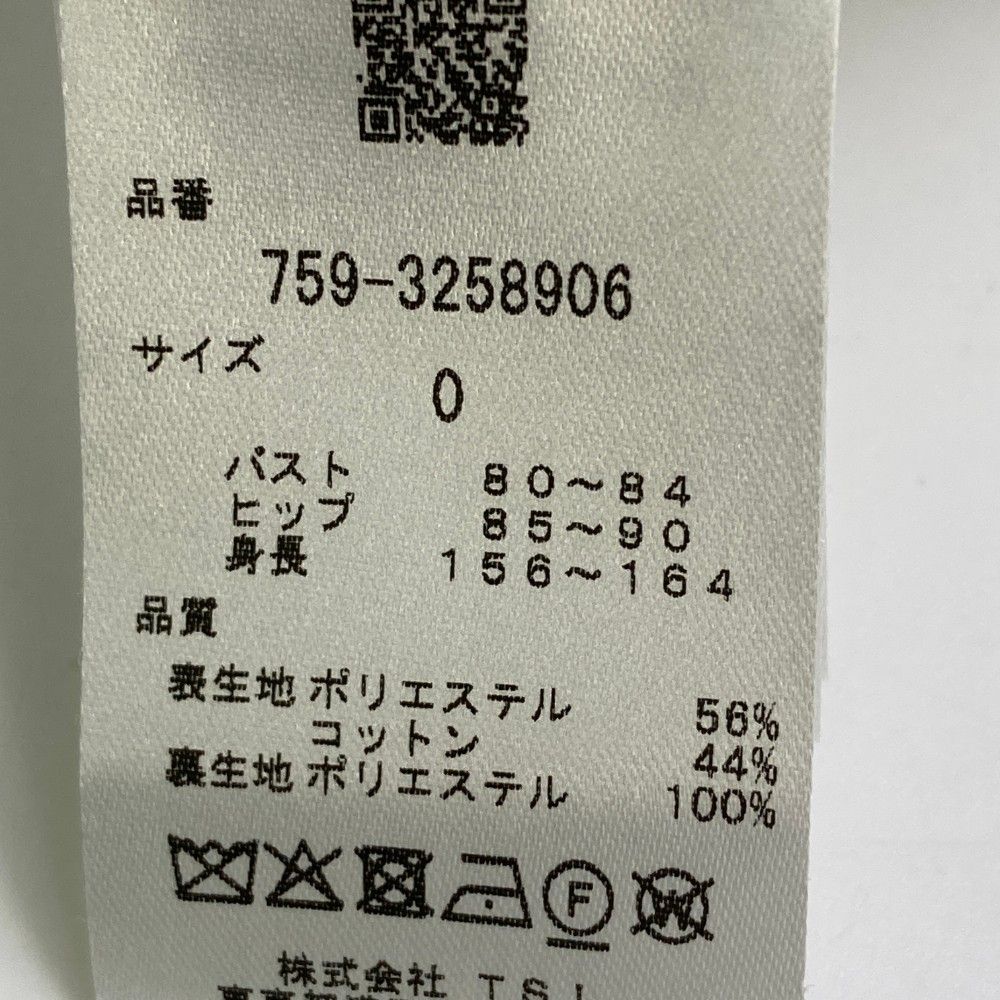 品番
759-3258906
サイズ
0
バスト 80～84
ヒップ 85～90
身長 156～164
品質
表生地 ポリエステル 56%
コットン 44%
裏生地 ポリエステル 100%
F W
株式会社 TSI